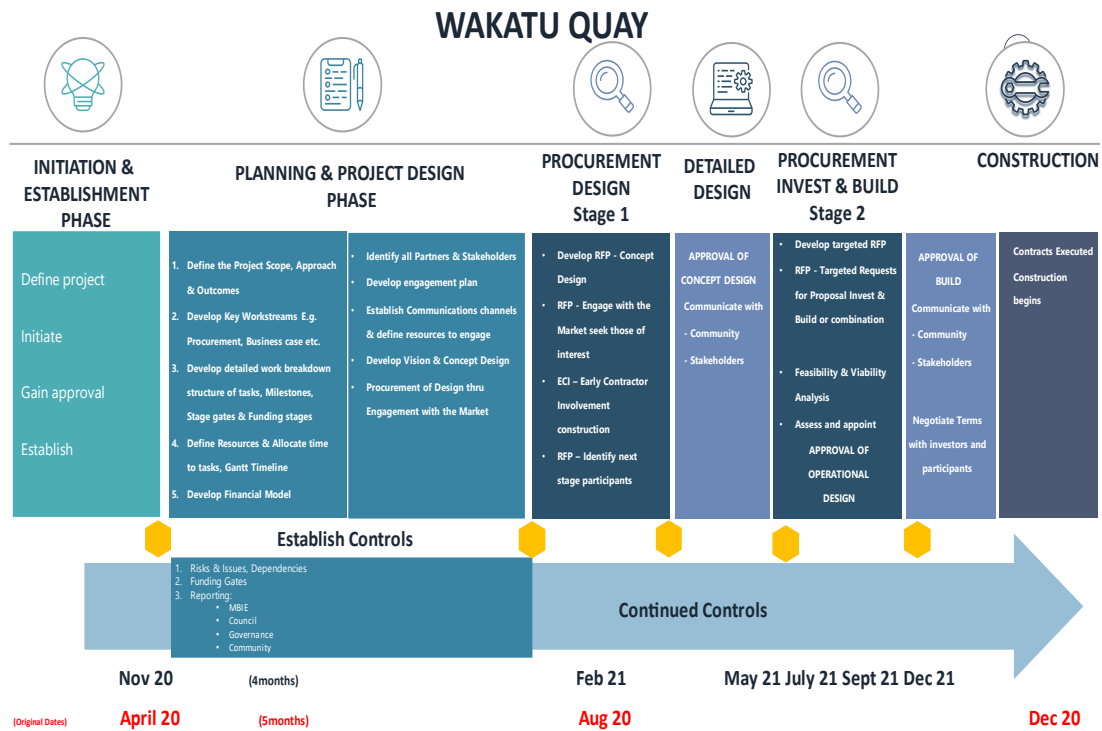 WAKATU QUAY
INITIATION &
ESTABLISHMENT
PHASE
PLANNING & PROJECT DESIGN
PHASE
PROCUREMENT
DESIGN
Stage 1
DETAILED
DESIGN
PROCUREMENT
INVEST & BUILD
Stage 2
CONSTRUCTION
Define project
Initiate
Gain approval
Establish
1. Define the Project Scope, Approach
& Outcomes
2. Develop Key Workstreams E.g.
Procurement, Business case etc.
3. Develop detailed work breakdown
structure of tasks, Milestones,
Stage gates & Funding stages
4. Define Resources & Allocate time
to tasks, Gantt Timeline
5. Develop Financial Model
• Identify all Partners & Stakeholders
• Develop engagement plan
• Establish Communications channels
& define resources to engage
• Develop Vision & Concept Design
• Procurement of Design thru
Engagement with the Market
• Develop RFP - Concept
Design
• RFP - Engage with the
Market seek those of
interest
• ECI – Early Contractor
Involvement
construction
• RFP – Identify next
stage participants
APPROVAL OF
CONCEPT DESIGN
Communicate with
- Community
- Stakeholders
• Develop targeted RFP
• RFP - Targeted Requests
for Proposal Invest &
Build or combination
• Feasibility & Viability
Analysis
• Assess and appoint
APPROVAL OF
OPERATIONAL
DESIGN
APPROVAL OF
BUILD
Communicate with
- Community
- Stakeholders
Negotiate Terms
with investors and
participants
Contracts Executed
Construction
begins
Establish Controls
1. Risks & Issues, Dependencies
2. Funding Gates
3. Reporting:
• MBIE
• Council
• Governance
• Community
Continued Controls
Nov 20 (4months) Feb 21 May 21 July 21 Sept 21 Dec 21
(Original Dates) April 20 (5months) Aug 20 Dec 20